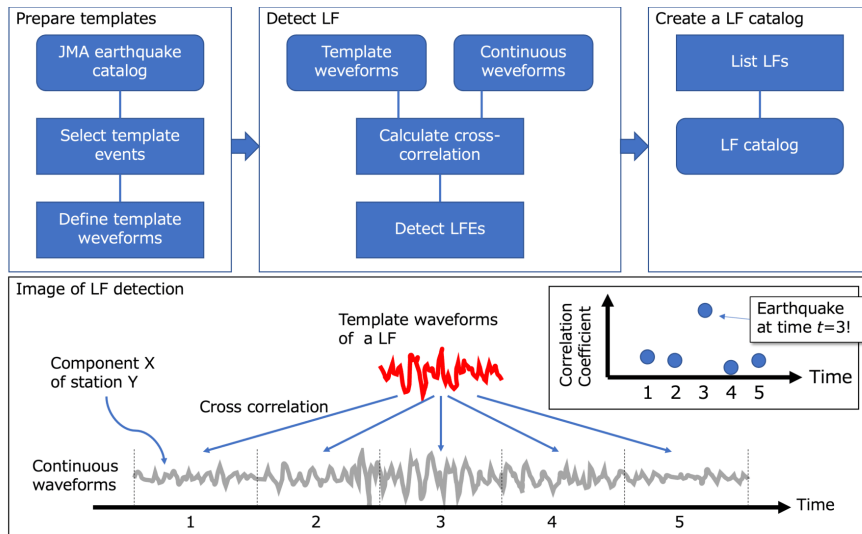 Prepare templates
JMA earthquake
catalog
Select template
events
Define template
weveforms
Detect LF
Template
weveforms
Continuous
weveforms
Calculate cross-
correlation
Detect LFEs
Create a LF catalog
List LFs
LF catalog
Image of LF detection
Template waveforms
of a LF
Component X
of station Y
Cross correlation
Continuous
waveforms
Time
1 2 3 4 5
Correlation
Coefficient
Earthquake
at time t=3!
Time
1 2 3 4 5